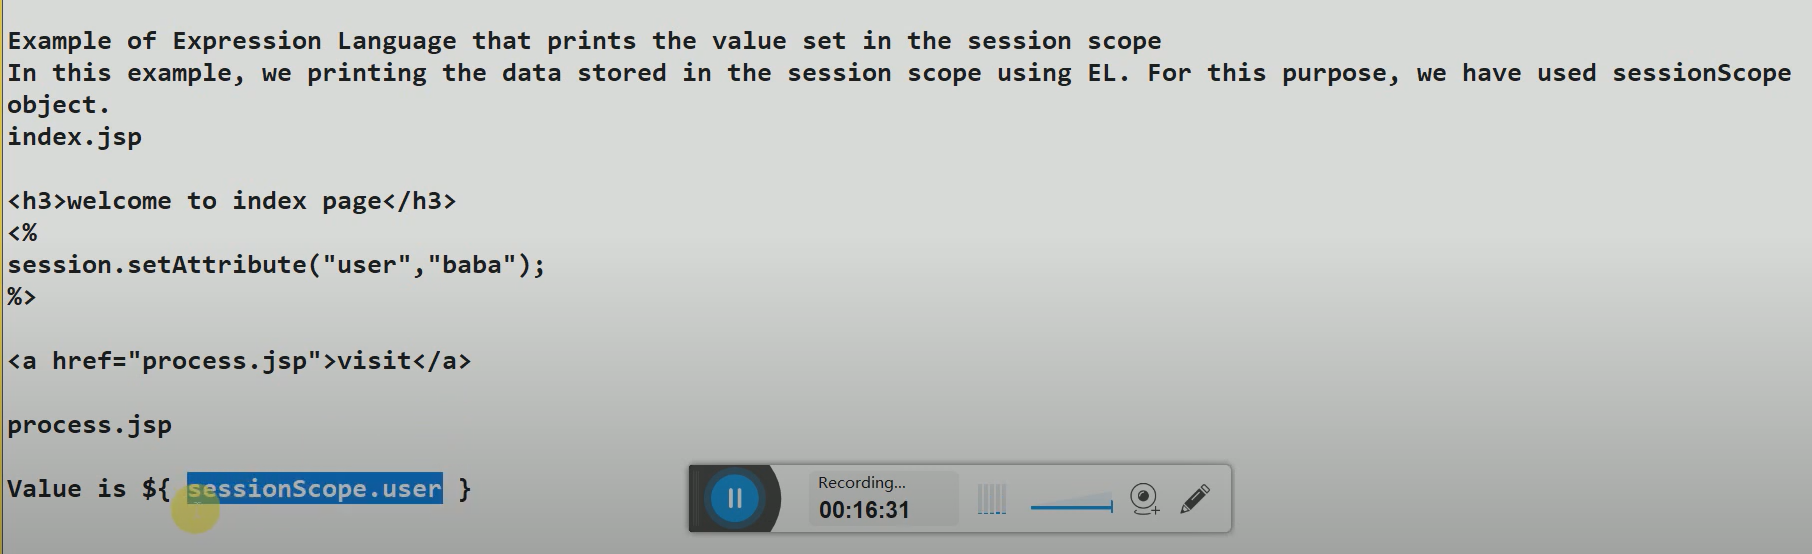 Example of Expression Language that prints the value set in the session scope
In this example, we printing the data stored in the session scope using EL. For this purpose, we have used sessionScope
object.
index.jsp
<h3>welcome to index page</h3>
<%
session.setAttribute("user","baba");
%>
<a href="process.jsp">visit</a>
process.jsp
Value is ${ sessionScope.user }
Recording...
00:16:31